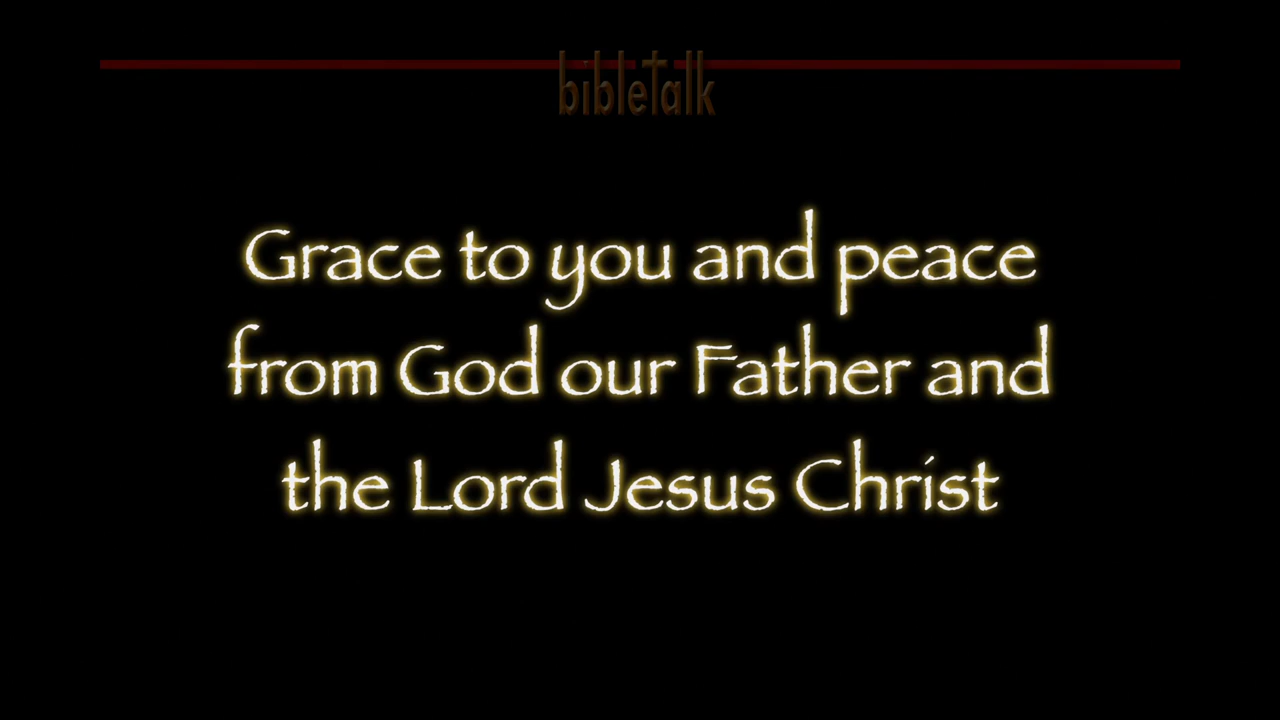 bibleTalk
Grace to you and peace
from God our Father and
the Lord Jesus Christ